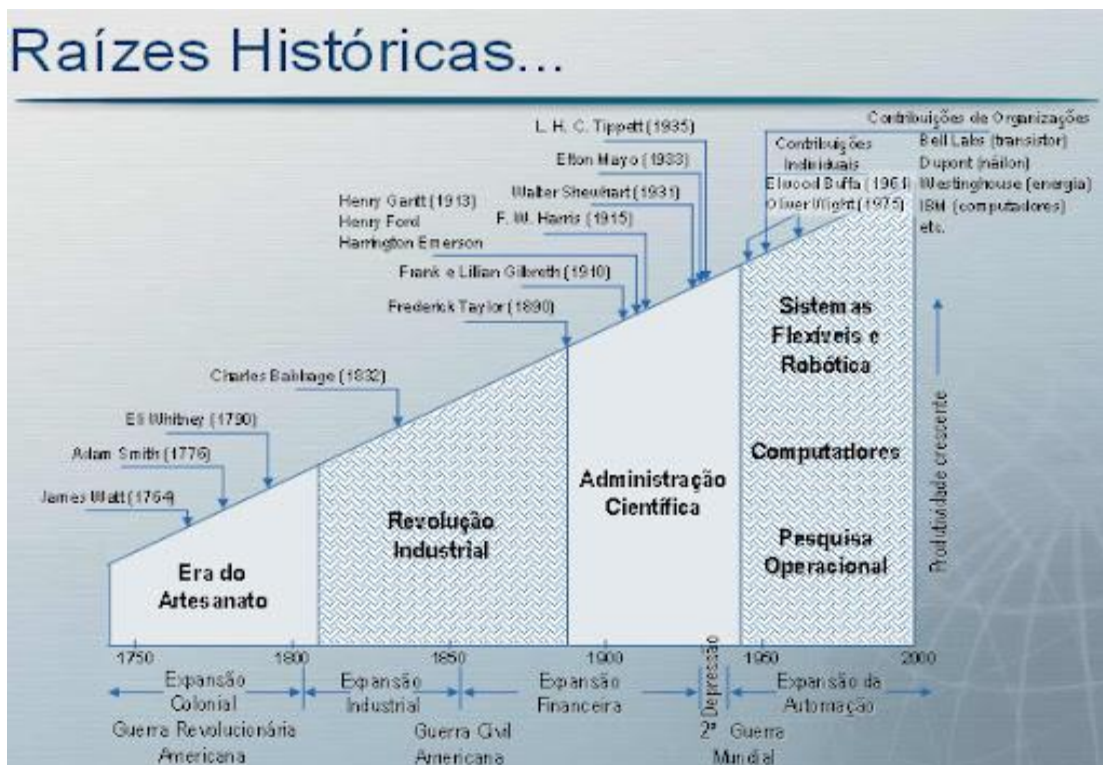 Raízes Históricas...
L. H. C. Tippett (1935)
Elton Mayo (1933)
Walter Shewhart (1931)
F. W. Harris (1915)
Henry Gantt (1913)
Henry Ford
Harrington Emerson
Frank e Lillian Gilbreth (1910)
Frederick Taylor (1890)
Charles Babbage (1832)
Eli Whitney (1790)
Adam Smith (1776)
James Watt (1764)
Contribuições
Individuais
Elwood Buffa (1961)
Oliver Wight (1975)
Contribuições de Organizações
Bell Labs (transistor)
Dupont (náilon)
Westinghouse (energia)
IBM (computadores)
etc.
Era do
Artesanato
Revolução
Industrial
Administração
Científica
Sistemas
Flexíveis e
Robótica
Computadores
Pesquisa
Operacional
Produtividade crescente
1750 1800 1850 1900 1950 2000
Expansão
Colonial
Expansão
Industrial
Expansão
Financeira
Depressão
Expansão da
Automação
Guerra Revolucionária
Americana
Guerra Civil
Americana
2ª Guerra
Mundial